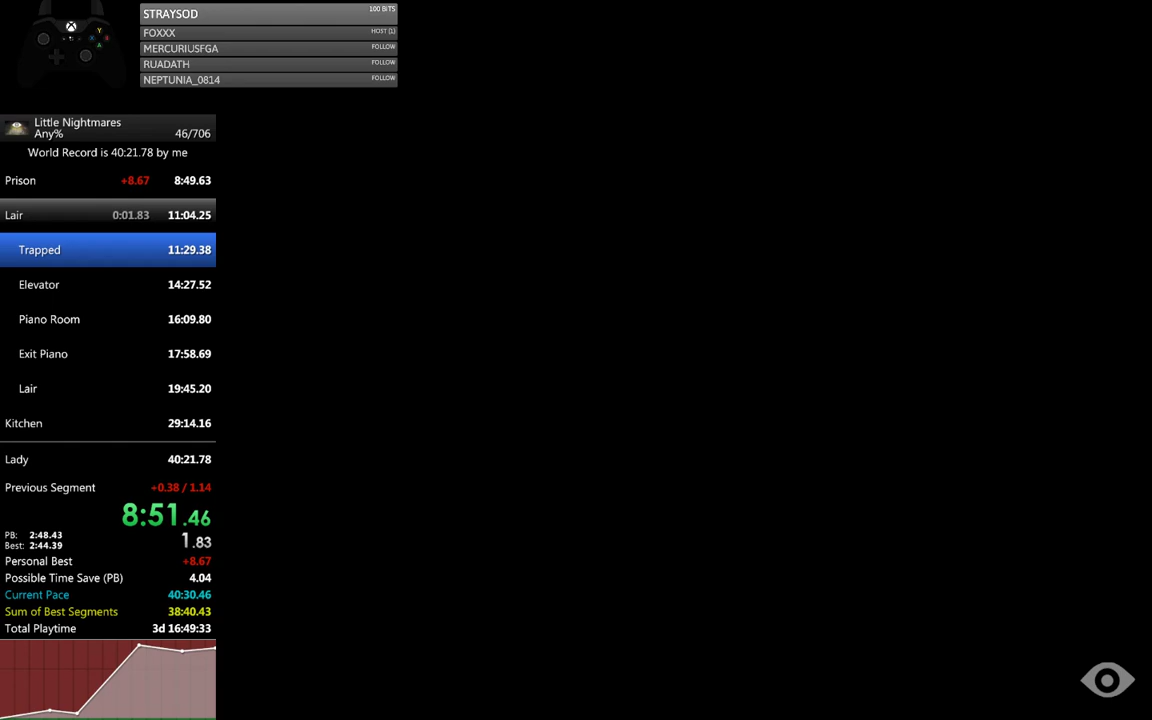 STRAYSOD 100 BITS
FOXXX HOST (1)
MERCURIUSFGA FOLLOW
RUADATH FOLLOW
NEPTUNIA_0814 FOLLOW
Little Nightmares
Any% 46/706
World Record is 40:21.78 by me
Prison +8.67 8:49.63
Lair 0:01.83 11:04.25
Trapped 11:29.38
Elevator 14:27.52
Piano Room 16:09.80
Exit Piano 17:58.69
Lair 19:45.20
Kitchen 29:14.16
Lady 40:21.78
Previous Segment +0.38 / 1.14
8:51.46
PB: 2:48.43
Best: 2:44.39 1.83
Personal Best +8.67
Possible Time Save (PB) 4.04
Current Pace 40:30.46
Sum of Best Segments 38:40.43
Total Playtime 3d 16:49:33